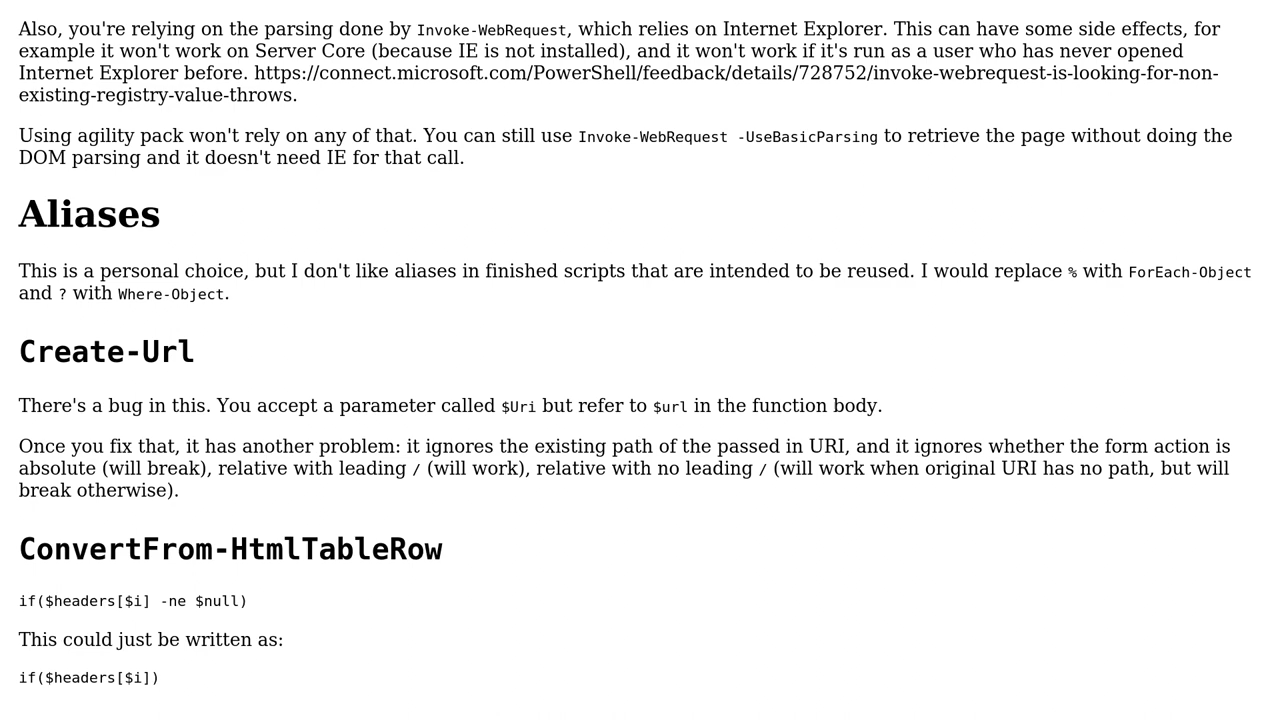 Also, you're relying on the parsing done by Invoke-WebRequest, which relies on Internet Explorer. This can have some side effects, for
example it won't work on Server Core (because IE is not installed), and it won't work if it's run as a user who has never opened
Internet Explorer before. https://connect.microsoft.com/PowerShell/feedback/details/728752/invoke-webrequest-is-looking-for-non-
existing-registry-value-throws.
Using agility pack won't rely on any of that. You can still use Invoke-WebRequest -UseBasicParsing to retrieve the page without doing the
DOM parsing and it doesn't need IE for that call.
Aliases
This is a personal choice, but I don't like aliases in finished scripts that are intended to be reused. I would replace % with ForEach-Object
and ? with Where-Object.
Create-Url
There's a bug in this. You accept a parameter called $Uri but refer to $url in the function body.
Once you fix that, it has another problem: it ignores the existing path of the passed in URI, and it ignores whether the form action is
absolute (will break), relative with leading / (will work), relative with no leading / (will work when original URI has no path, but will
break otherwise).
ConvertFrom-HtmlTableRow
if($headers[$i] -ne $null)
This could just be written as:
if($headers[$i])